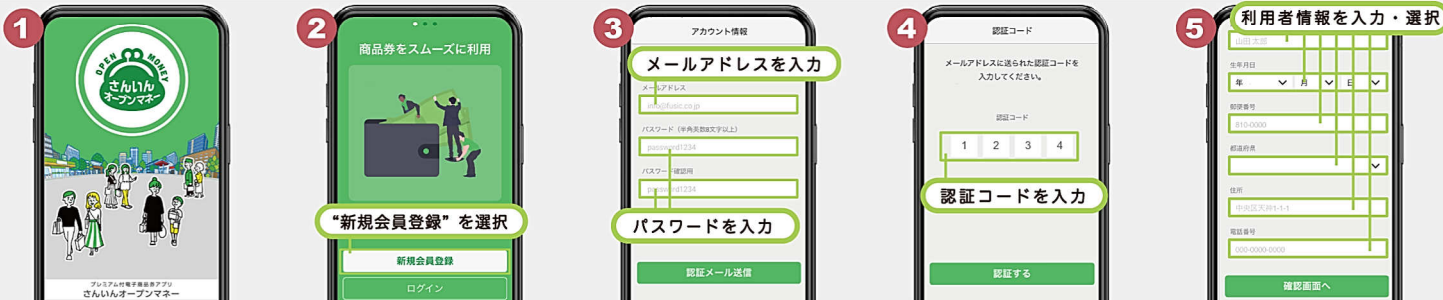 1
OPEN MONEY
さんいん
オープンマネー
プレミアム付電子商品券アプリ
さんいんオープンマネー
2
商品券をスムーズに利用
“新規会員登録”を選択
新規会員登録
ログイン
3
アカウント情報
メールアドレスを入力
メールアドレス
info@fusic.co.jp
パスワード（半角英数8文字以上）
password1234
パスワード確認用
password1234
パスワードを入力
認証メール送信
4
認証コード
メールアドレスに送られた認証コードを
入力してください。
認証コード
1 2 3 4
認証コードを入力
認証する
5
利用者情報を入力・選択
山田 太郎
生年月日
年 月 日
郵便番号
810-0000
都道府県
住所
中央区天神1-1-1
電話番号
000-0000-0000
確認画面へ